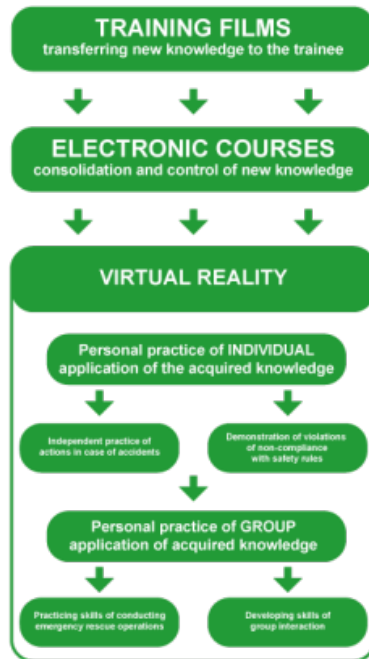 TRAINING FILMS
transferring new knowledge to the trainee
ELECTRONIC COURSES
consolidation and control of new knowledge
VIRTUAL REALITY
Personal practice of INDIVIDUAL
application of the acquired knowledge
Independent practice of
actions in case of accidents
Demonstration of violations
of non-compliance
with safety rules
Personal practice of GROUP
application of acquired knowledge
Practicing skills of conducting
emergency rescue operations
Developing skills of
group interaction